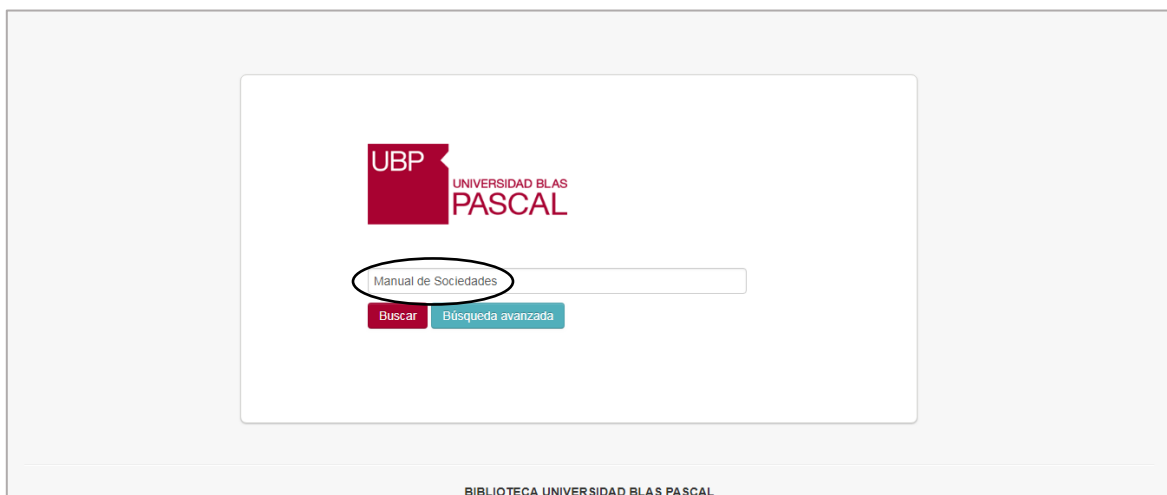 UBP
UNIVERSIDAD BLAS
PASCAL
Manual de Sociedades
Buscar Búsqueda avanzada
BIBLIOTECA UNIVERSIDAD BLAS PASCAL